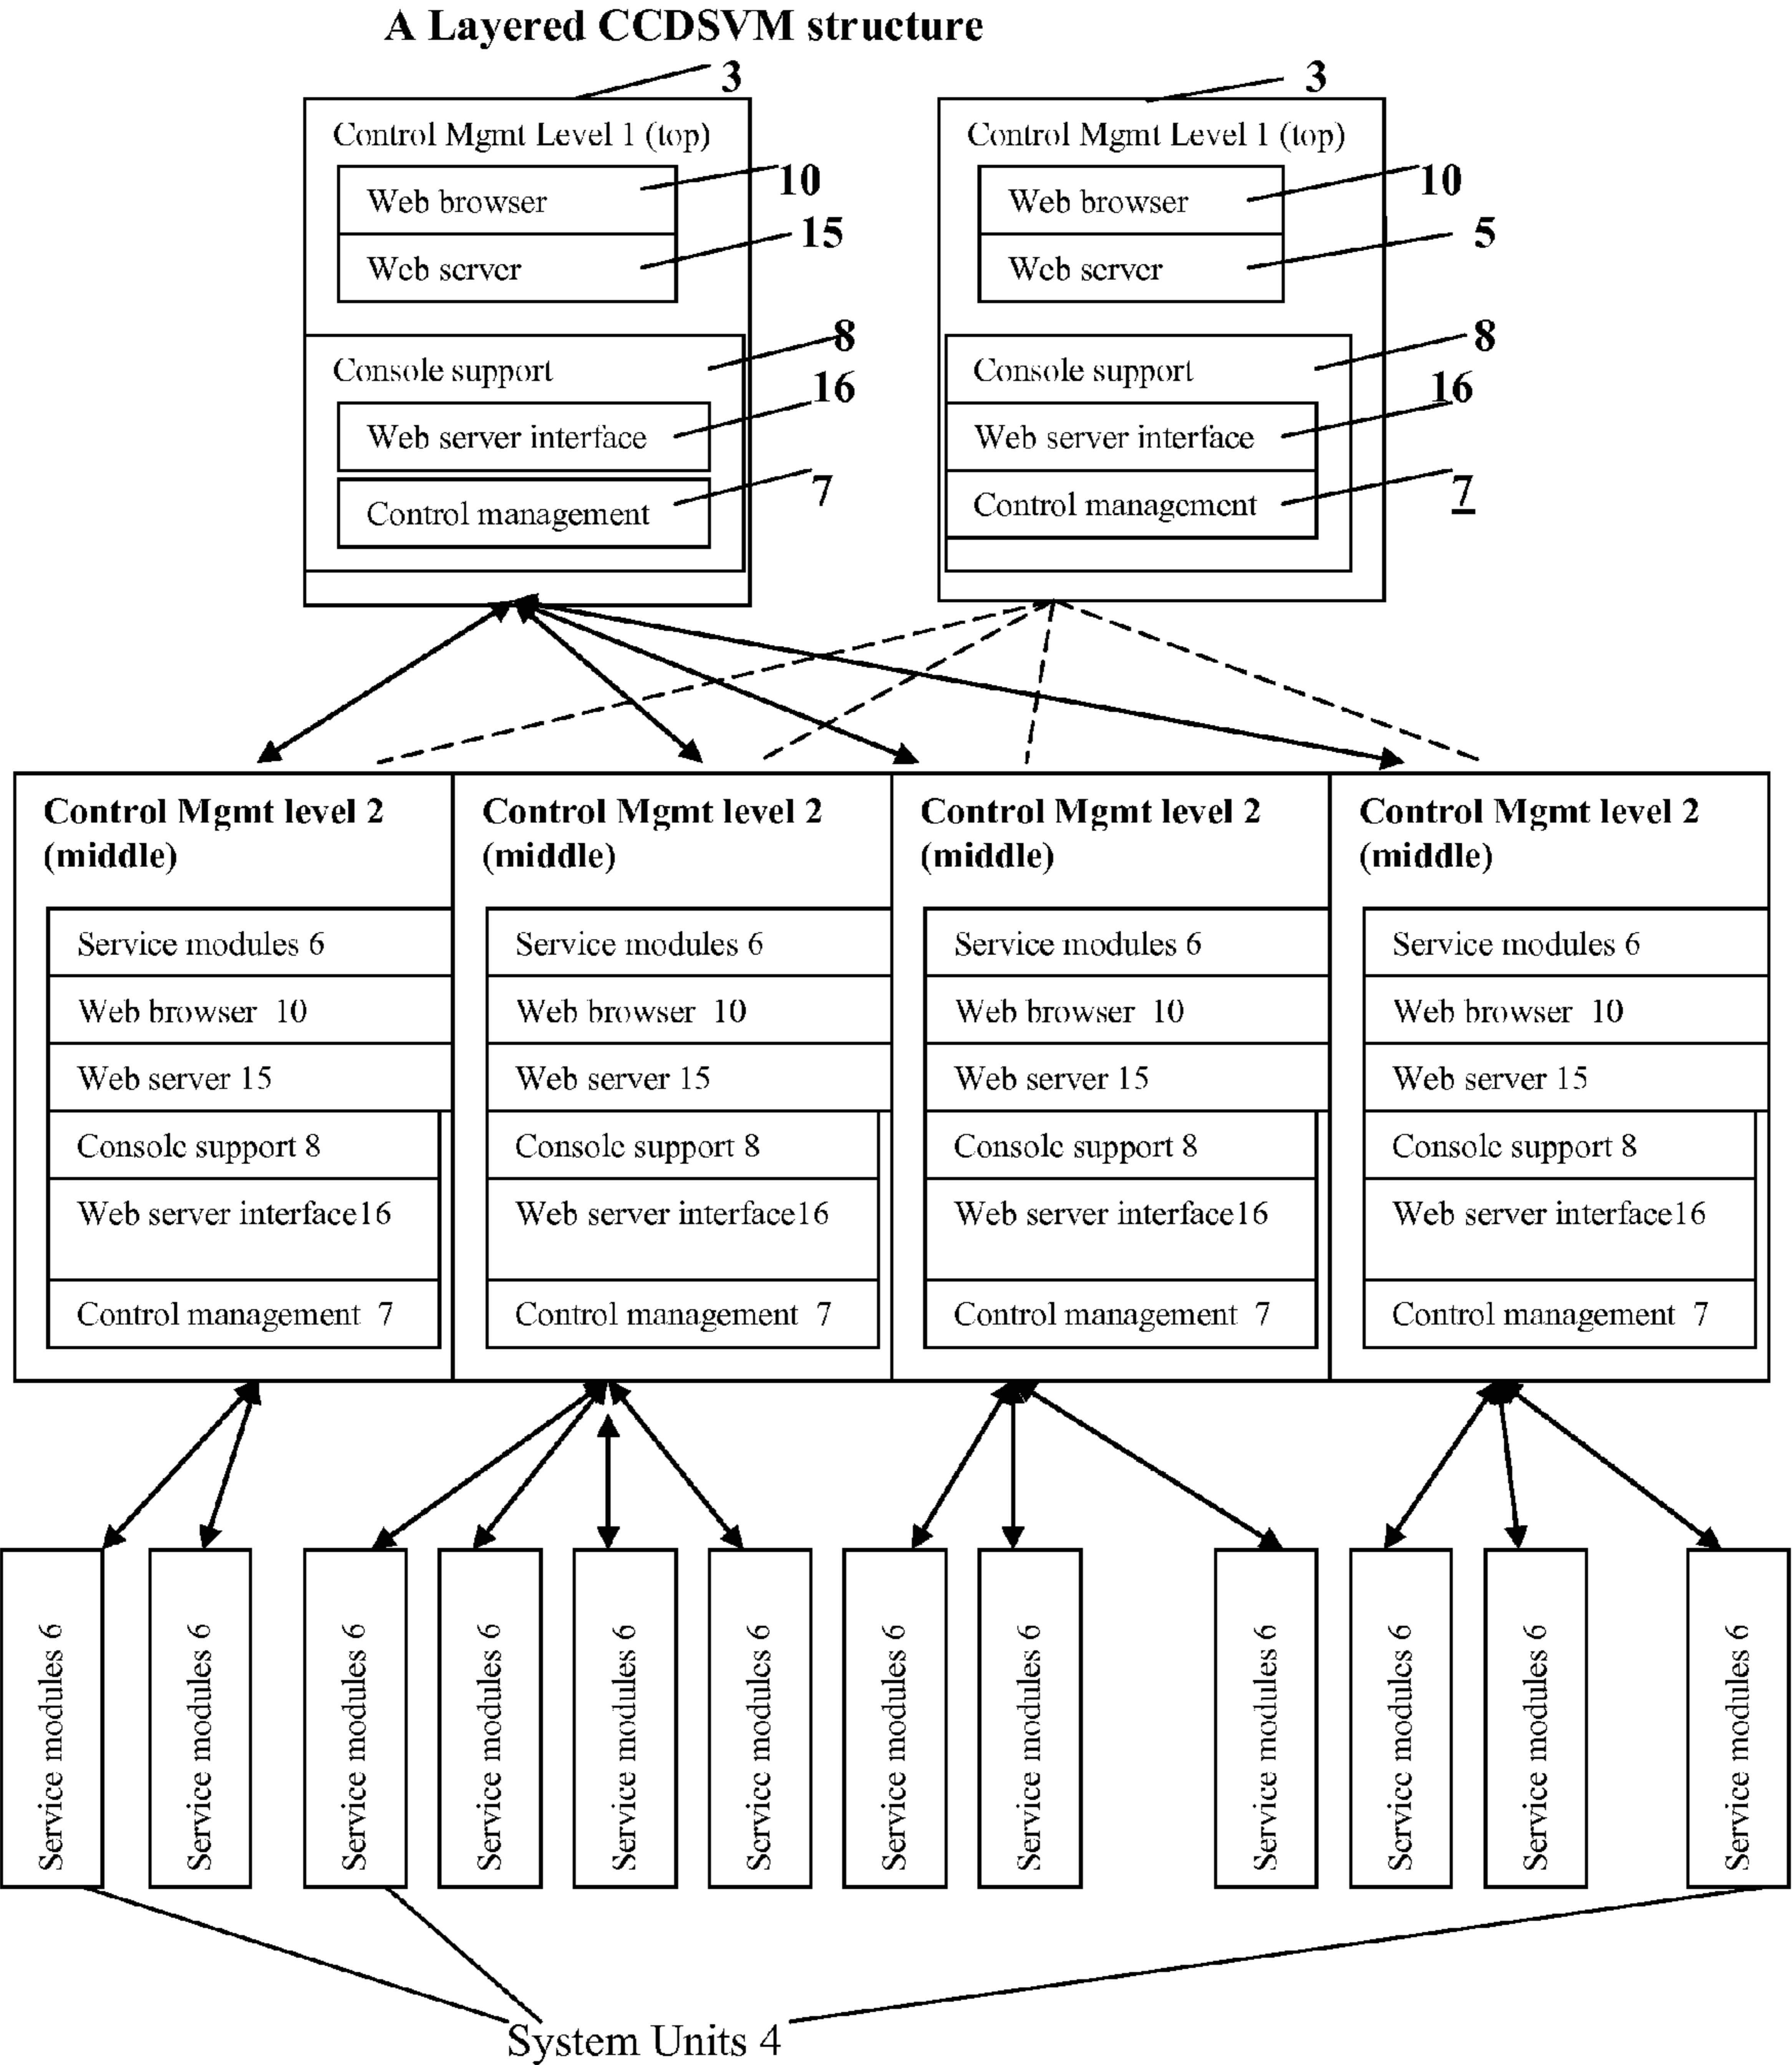 A Layered CCDSVM structure
3
Control Mgmt Level 1 (top)
Web browser
10
Web server
15
Console support
8
Web server interface
16
Control management
7
3
Control Mgmt Level 1 (top)
Web browser
10
Web server
5
Console support
8
Web server interface
16
Control management
7
Control Mgmt level 2
(middle)
Service modules 6
Web browser 10
Web server 15
Console support 8
Web server interface16
Control management 7
Control Mgmt level 2
(middle)
Service modules 6
Web browser 10
Web server 15
Console support 8
Web server interface16
Control management 7
Control Mgmt level 2
(middle)
Service modules 6
Web browser 10
Web server 15
Console support 8
Web server interface16
Control management 7
Control Mgmt level 2
(middle)
Service modules 6
Web browser 10
Web server 15
Console support 8
Web server interface16
Control management 7
Service modules 6
Service modules 6
Service modules 6
Service modules 6
Service modules 6
Service modules 6
Service modules 6
Service modules 6
Service modules 6
Service modules 6
Service modules 6
Service modules 6
System Units 4